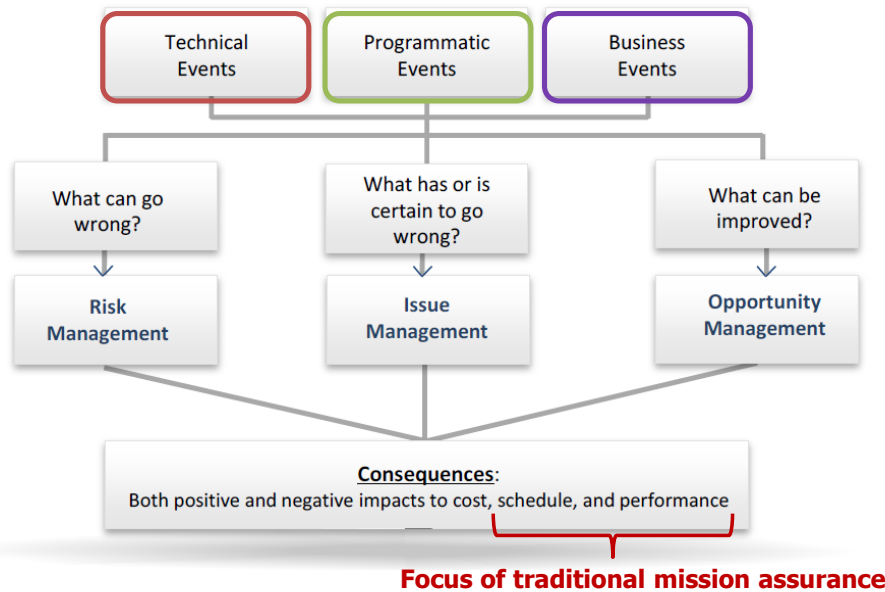 Technical
Events
Programmatic
Events
Business
Events
What can go
wrong?
What has or is
certain to go
wrong?
What can be
improved?
Risk
Management
Issue
Management
Opportunity
Management
Consequences:
Both positive and negative impacts to cost, schedule, and performance
Focus of traditional mission assurance